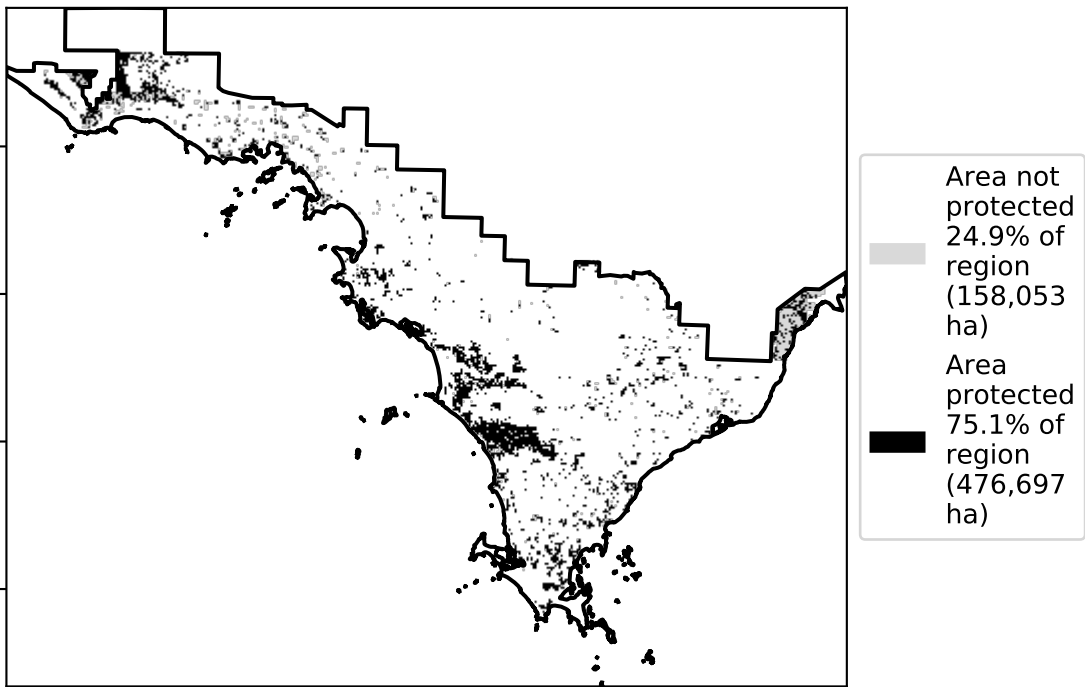 Area not
protected
24.9% of
region
(158,053
ha)
Area
protected
75.1% of
region
(476,697
ha)